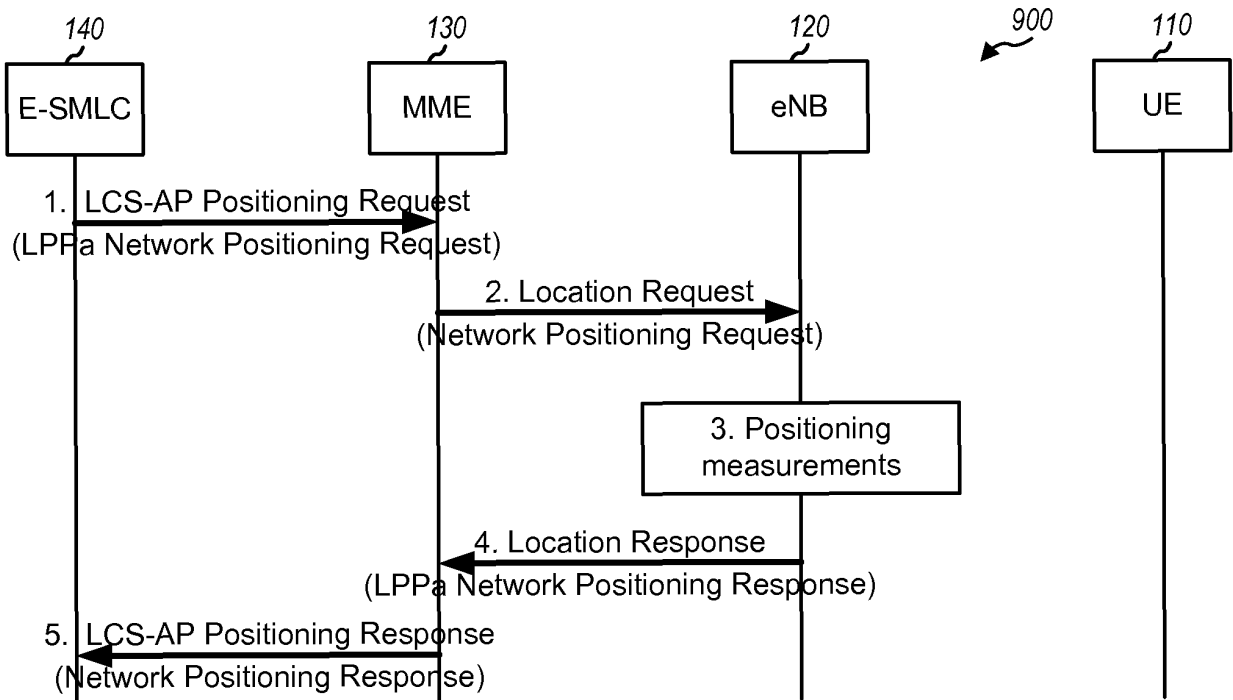 140
130
120
900
110
E-SMLC
MME
eNB
UE
1. LCS-AP Positioning Request
(LPPa Network Positioning Request)
2. Location Request
(Network Positioning Request)
3. Positioning
measurements
4. Location Response
(LPPa Network Positioning Response)
5. LCS-AP Positioning Response
(Network Positioning Response)